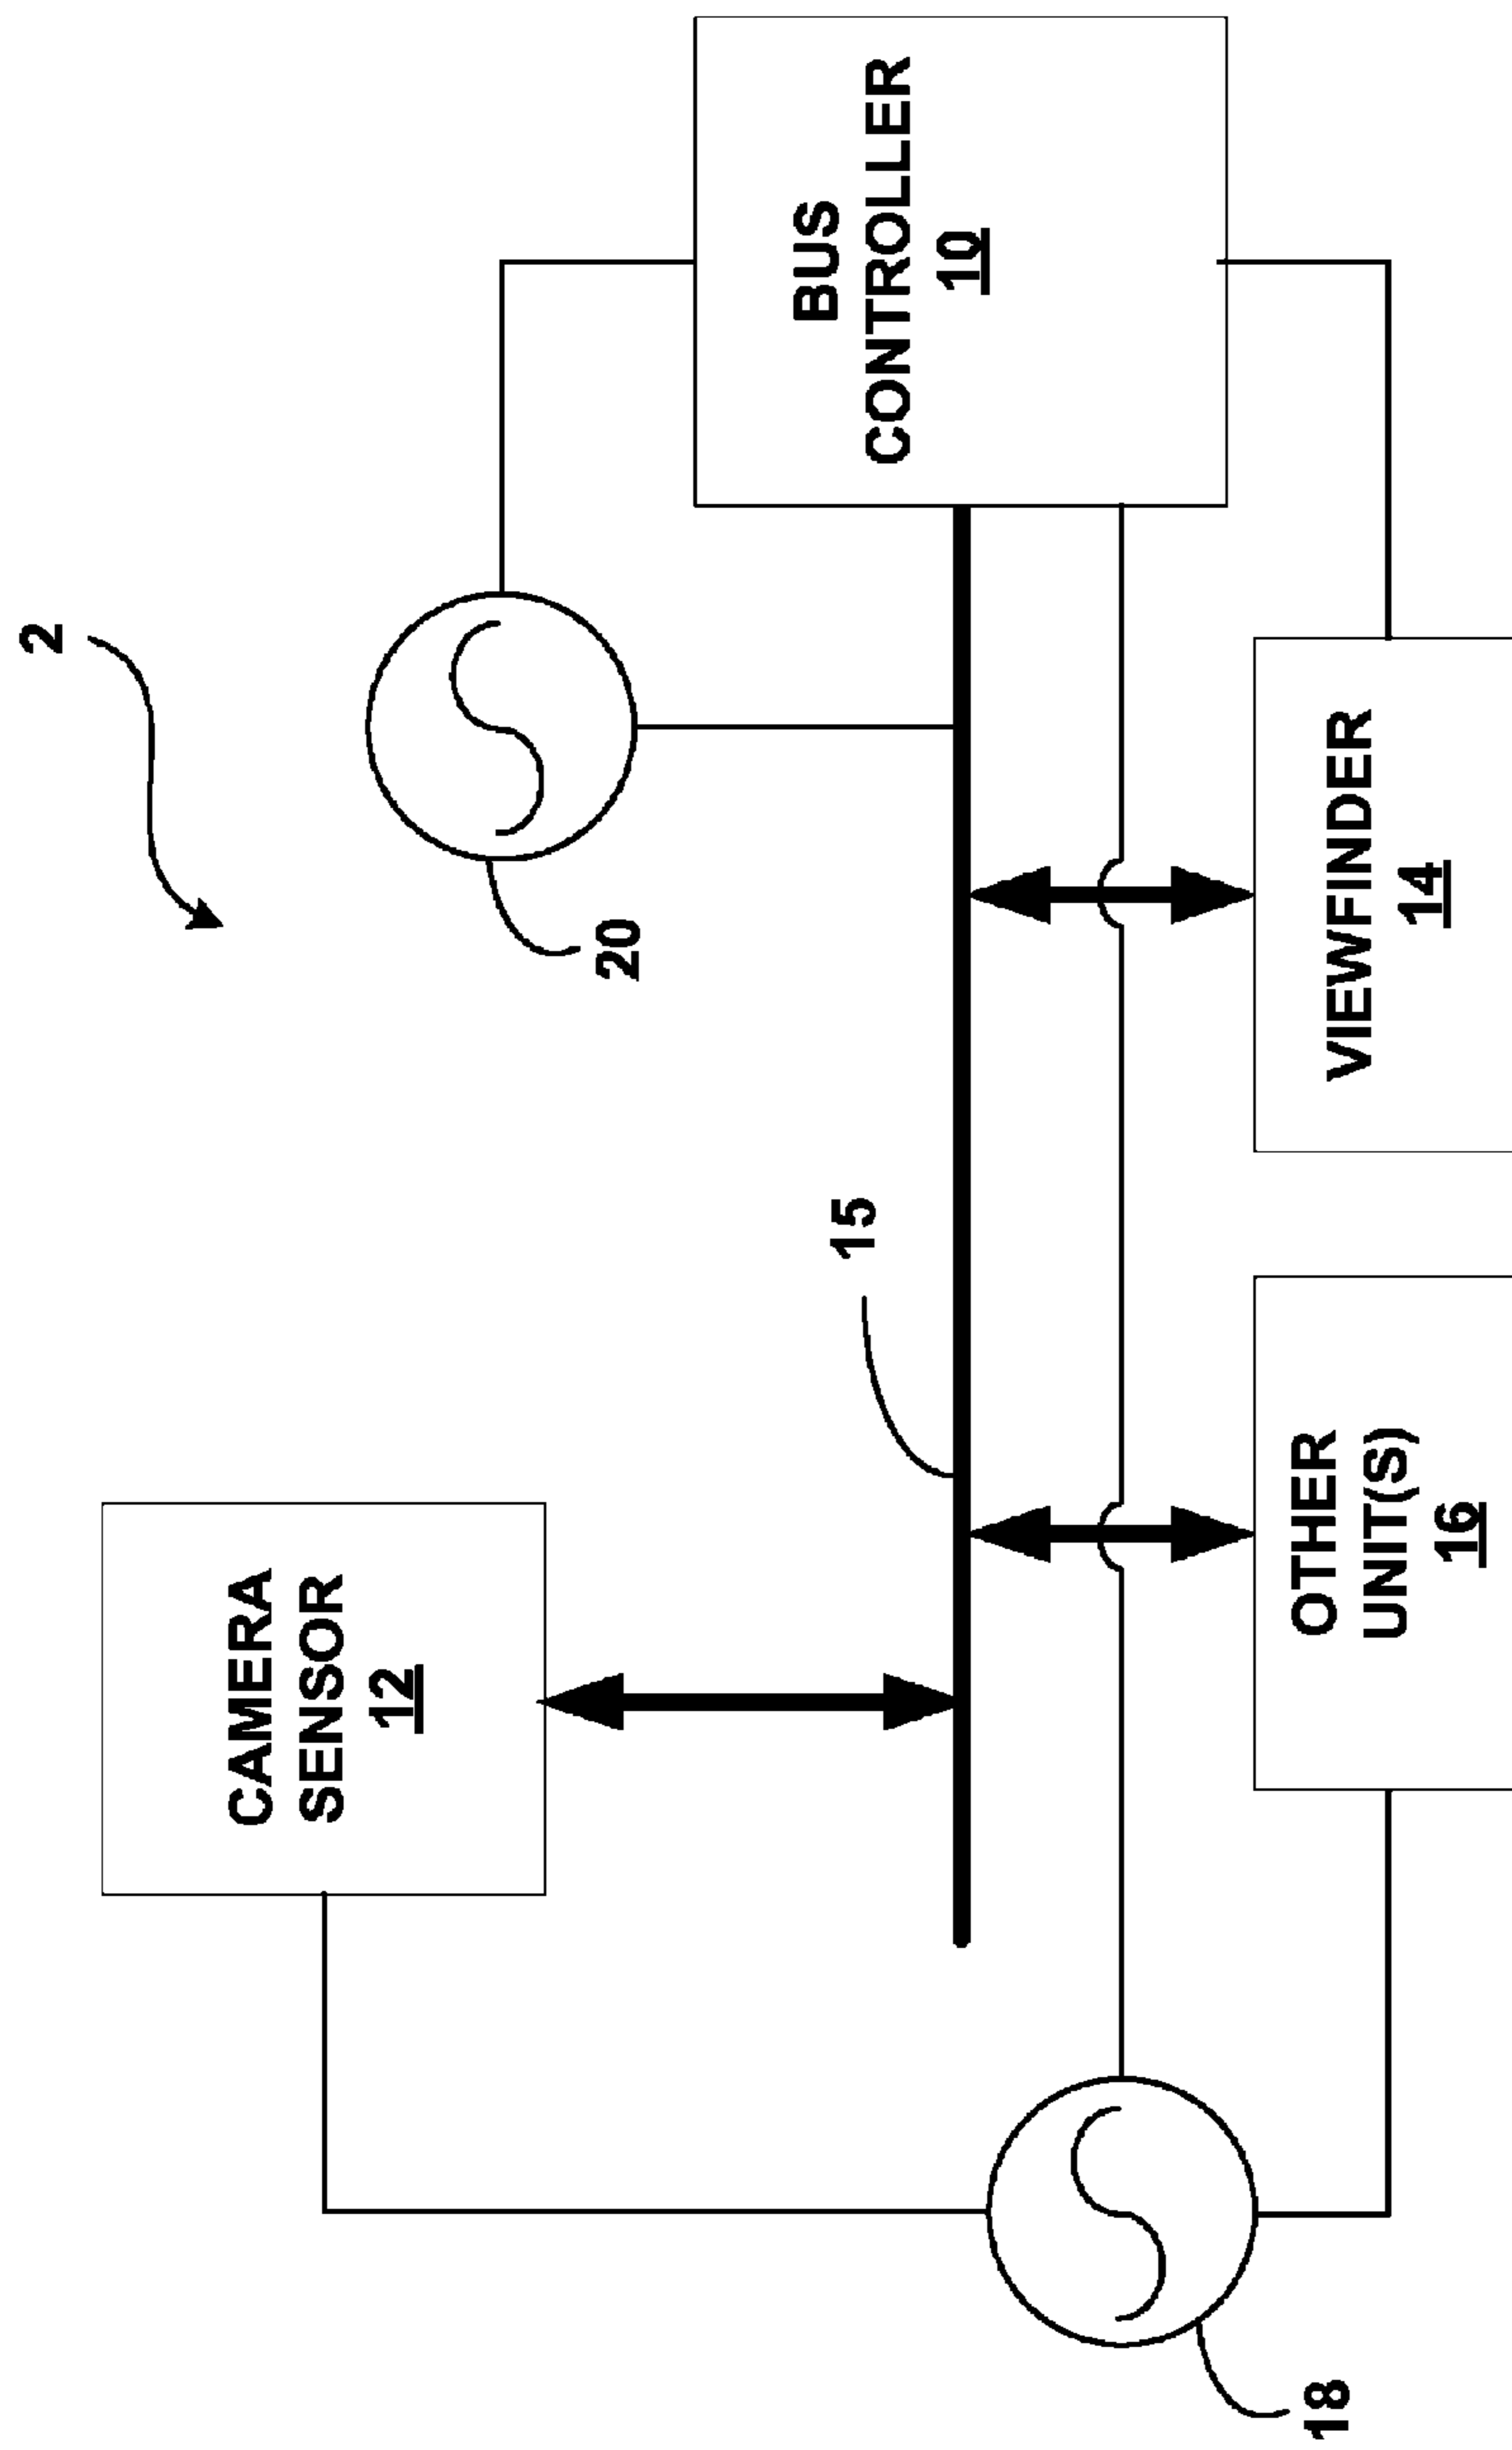 2
CAMERA
SENSOR
12
20
15
BUS
CONTROLLER
10
18
OTHER
UNIT(S)
16
VIEWFINDER
14